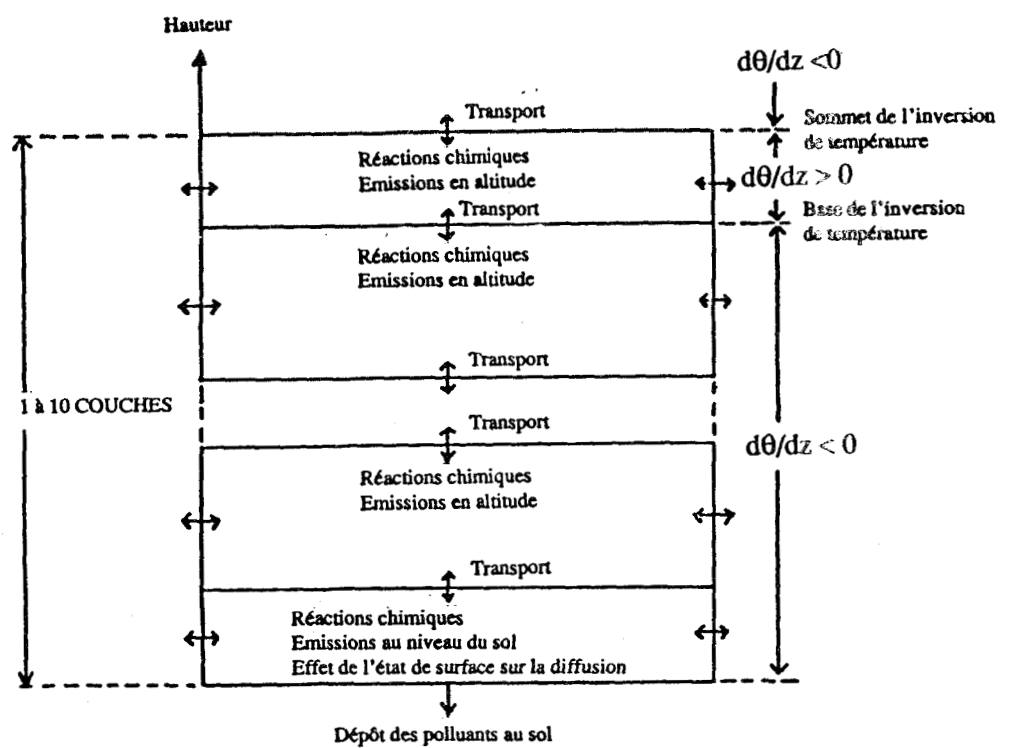 Hauteur
dθ/dz <0
Transport
Sommet de l'inversion
de température
Réactions chimiques
Emissions en altitude
dθ/dz > 0
Transport
Base de l'inversion
de température
Réactions chimiques
Emissions en altitude
Transport
1 à 10 COUCHES
Transport
dθ/dz < 0
Réactions chimiques
Emissions en altitude
Transport
Réactions chimiques
Emissions au niveau du sol
Effet de l'état de surface sur la diffusion
Dépôt des polluants au sol